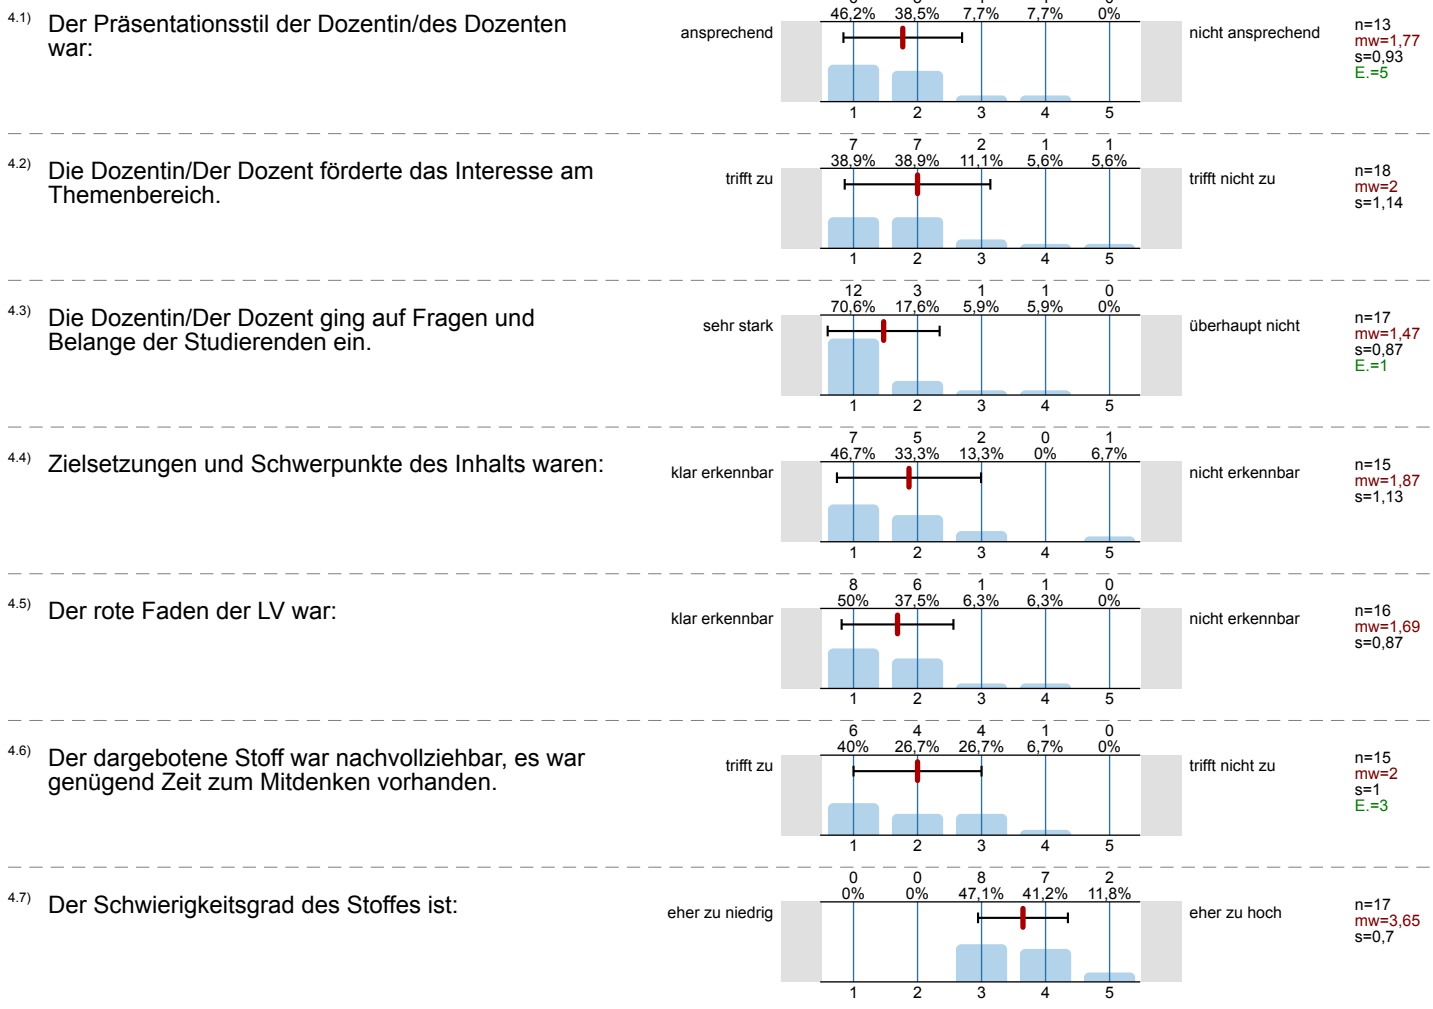 46,2% 38,5% 7,7% 7,7% 0%
4.1) Der Präsentationsstil der Dozentin/des Dozenten
war:
ansprechend
nicht ansprechend
n=13
mw=1,77
s=0,93
E.=5
1 2 3 4 5
7 7 2 1 1
38,9% 38,9% 11,1% 5,6% 5,6%
4.2) Die Dozentin/Der Dozent förderte das Interesse am
Themenbereich.
trifft zu
trifft nicht zu
n=18
mw=2
s=1,14
1 2 3 4 5
12 3 1 1 0
70,6% 17,6% 5,9% 5,9% 0%
4.3) Die Dozentin/Der Dozent ging auf Fragen und
Belange der Studierenden ein.
sehr stark
überhaupt nicht
n=17
mw=1,47
s=0,87
E.=1
1 2 3 4 5
7 5 2 0 1
46,7% 33,3% 13,3% 0% 6,7%
4.4) Zielsetzungen und Schwerpunkte des Inhalts waren:
klar erkennbar
nicht erkennbar
n=15
mw=1,87
s=1,13
1 2 3 4 5
8 6 1 1 0
50% 37,5% 6,3% 6,3% 0%
4.5) Der rote Faden der LV war:
klar erkennbar
nicht erkennbar
n=16
mw=1,69
s=0,87
1 2 3 4 5
6 4 4 1 0
40% 26,7% 26,7% 6,7% 0%
4.6) Der dargebotene Stoff war nachvollziehbar, es war
genügend Zeit zum Mitdenken vorhanden.
trifft zu
trifft nicht zu
n=15
mw=2
s=1
E.=3
1 2 3 4 5
0 0 8 7 2
0% 0% 47,1% 41,2% 11,8%
4.7) Der Schwierigkeitsgrad des Stoffes ist:
eher zu niedrig
eher zu hoch
n=17
mw=3,65
s=0,7
1 2 3 4 5